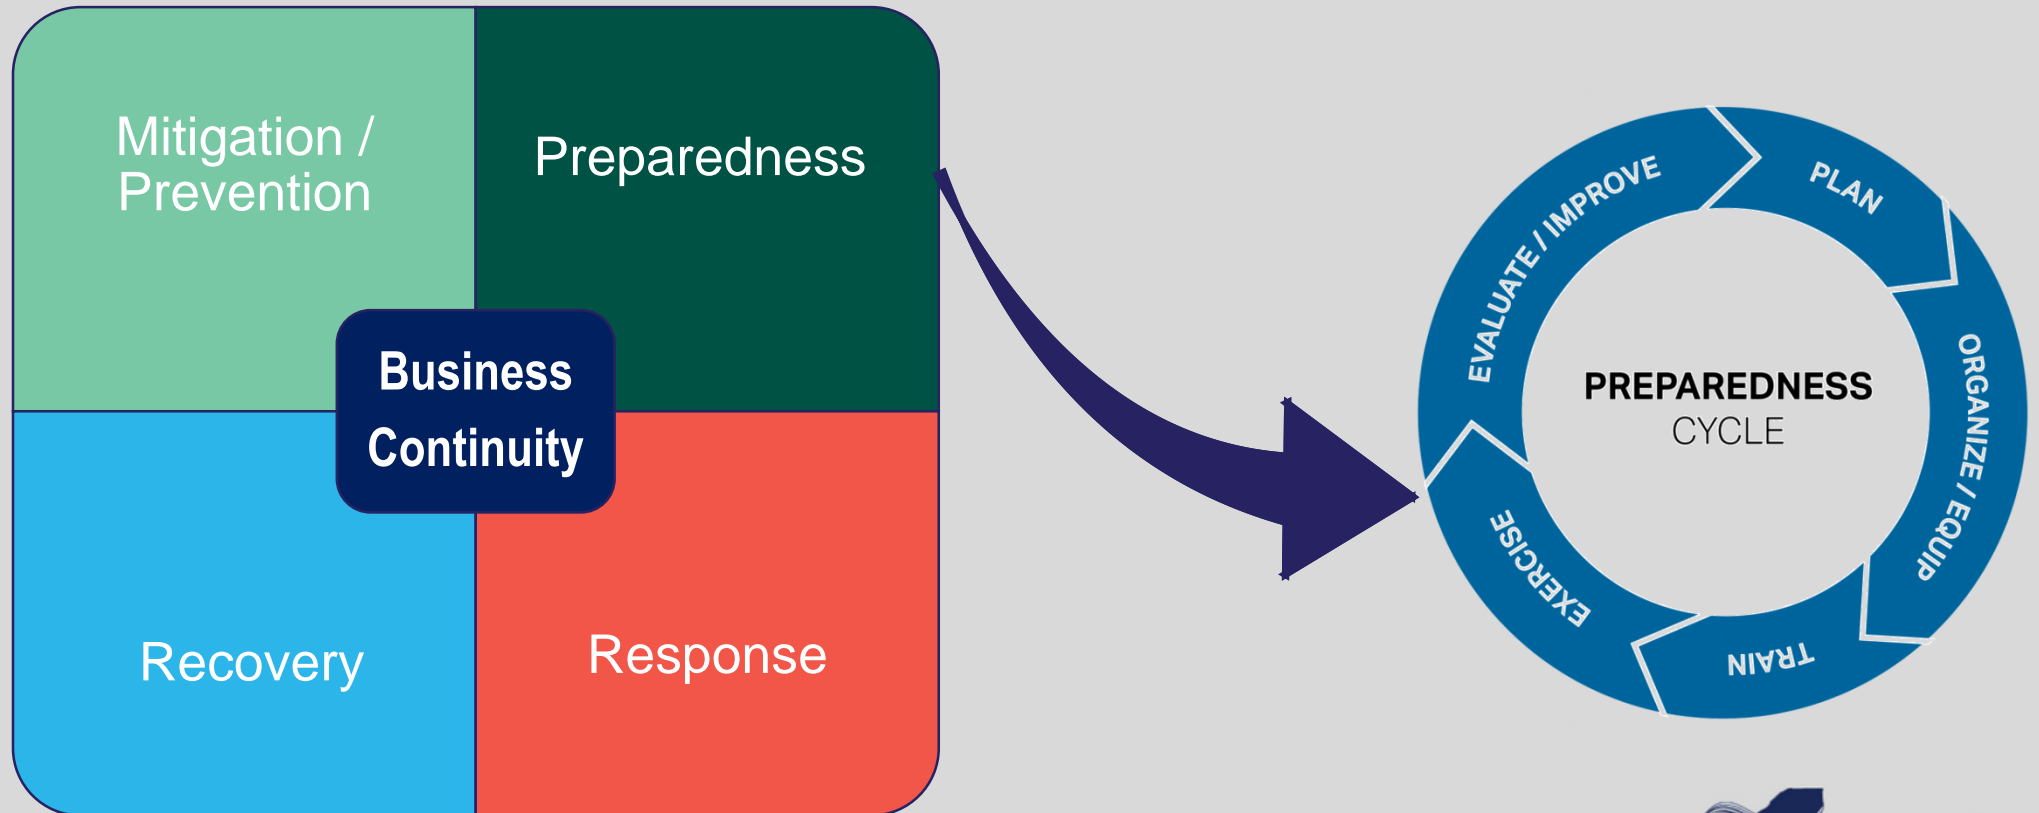 Mitigation /
Prevention
Preparedness
Business
Continuity
Recovery
Response
PLAN
ORGANIZE / EQUIP
TRAIN
EXERCISE
EVALUATE / IMPROVE
PREPAREDNESS
CYCLE